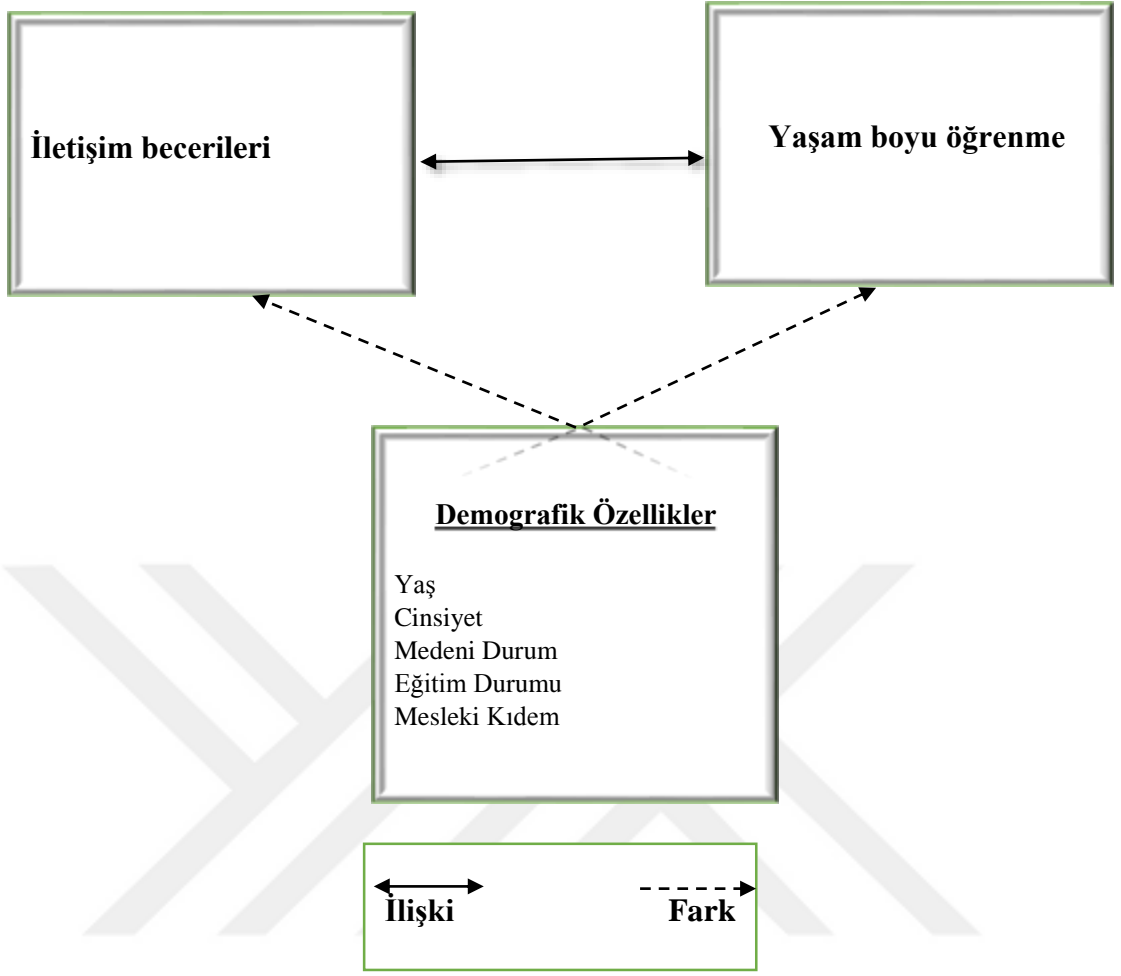 İletişim becerileri
Yaşam boyu öğrenme
Demografik Özellikler
Yaş
Cinsiyet
Medeni Durum
Eğitim Durumu
Mesleki Kıdem
İlişki
Fark